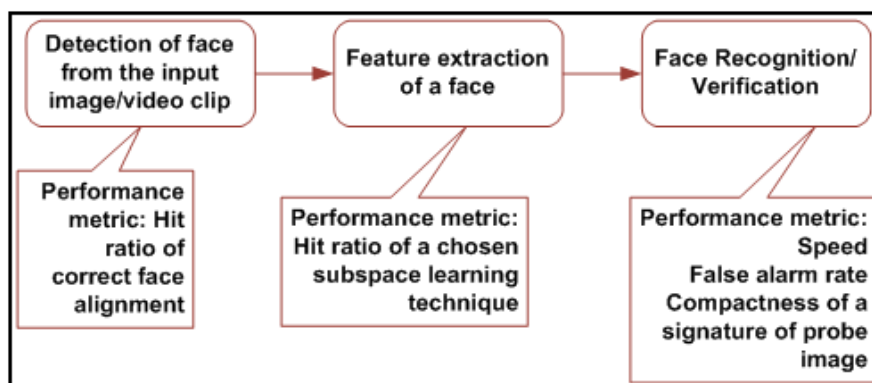 Detection of face
from the input
image/video clip
Feature extraction
of a face
Face Recognition/
Verification
Performance
metric: Hit
ratio of
correct face
alignment
Performance metric:
Hit ratio of a chosen
subspace learning
technique
Performance metric:
Speed
False alarm rate
Compactness of a
signature of probe
image